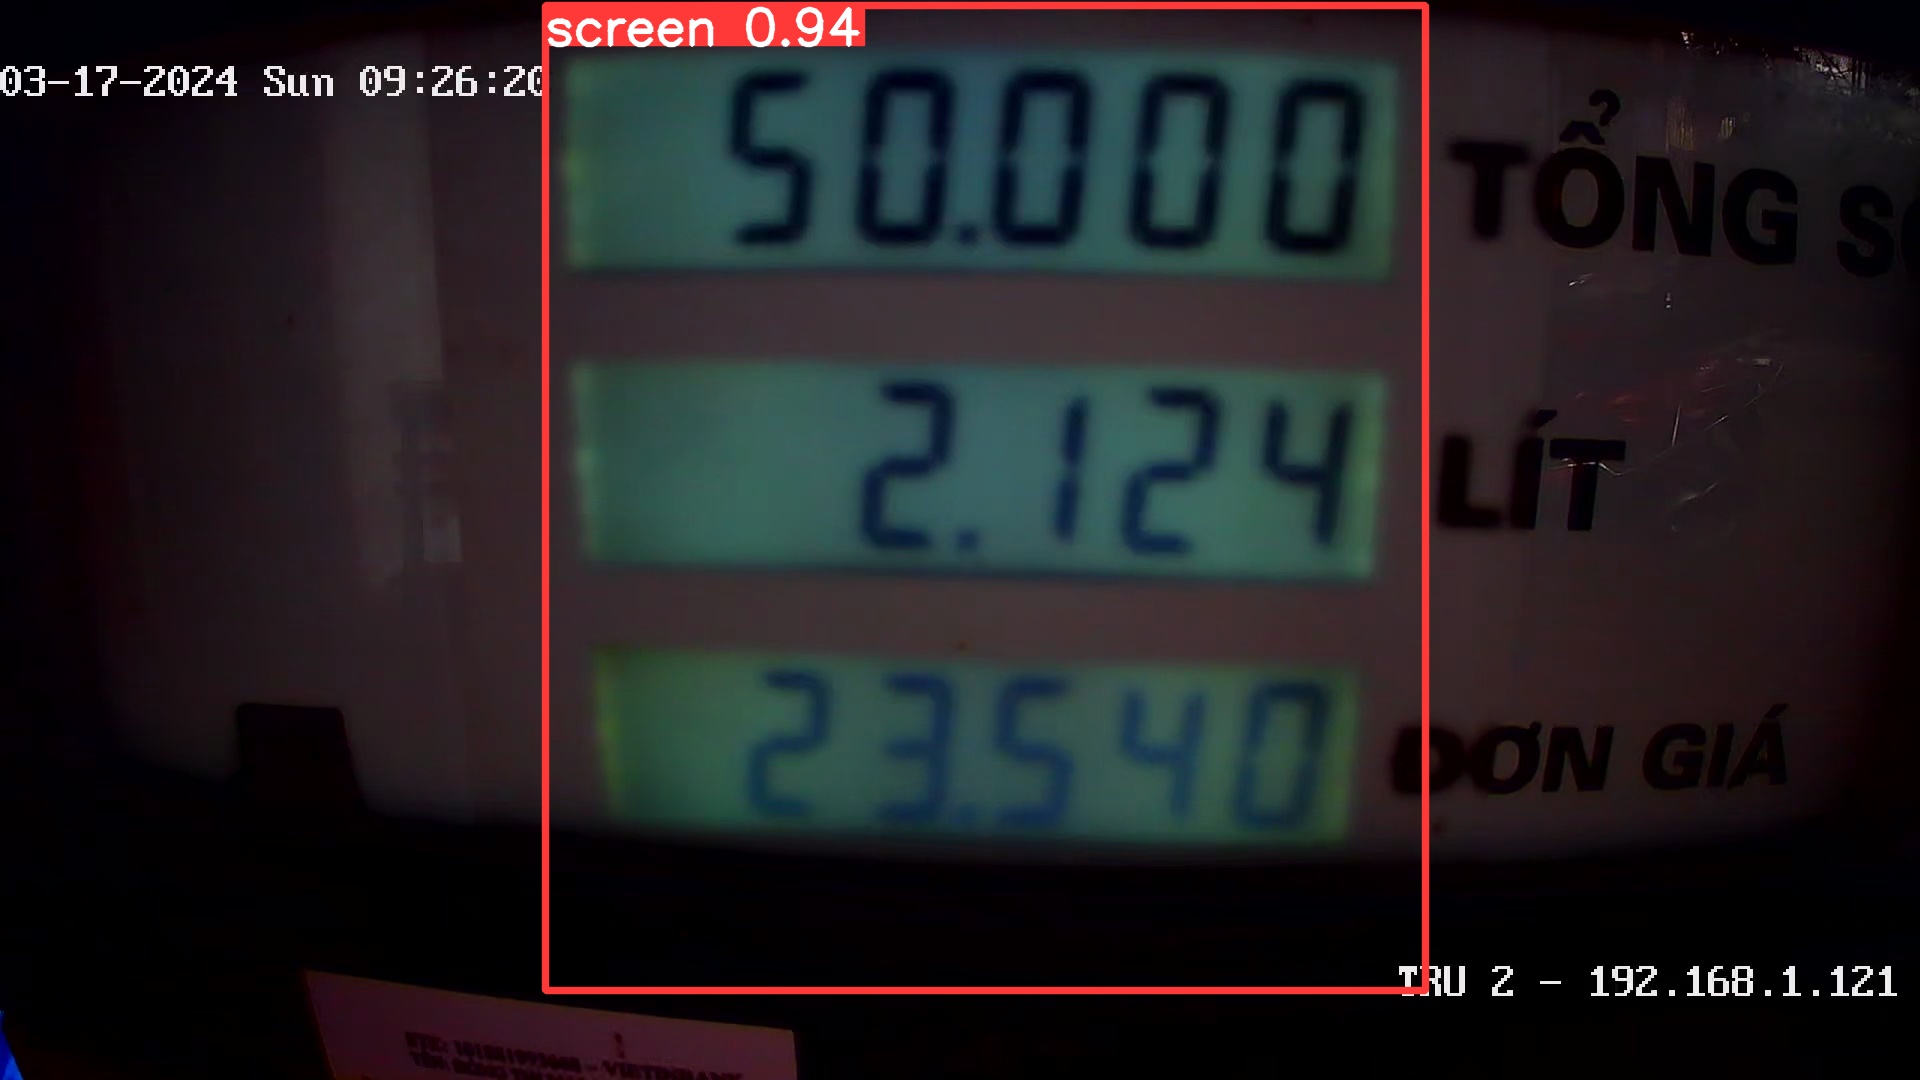 screen 0.94
03-17-2024 Sun 09:26:20
50.000
TỔNG SỐ
2.124
LÍT
23.540
ĐƠN GIÁ
TRU 2 - 192.168.1.121
VIETINBANK